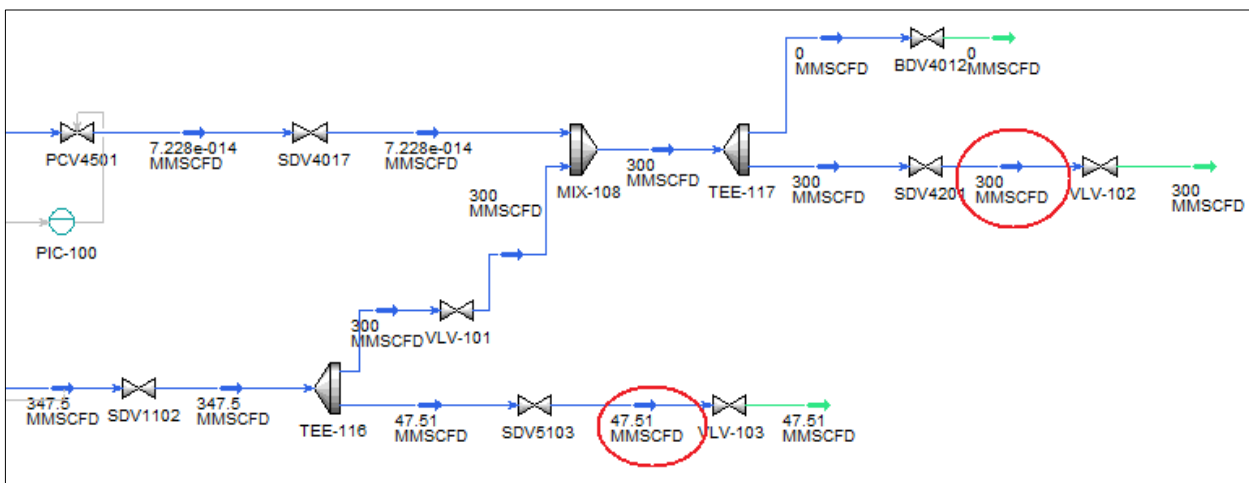 0
MMSCFD
BDV4012
0
MMSCFD
PCV4501
7.228e-014
MMSCFD
SDV4017
7.228e-014
MMSCFD
MIX-108
300
MMSCFD
TEE-117
300
MMSCFD
SDV4201
300
MMSCFD
VLV-102
300
MMSCFD
PIC-100
300
MMSCFD
300
MMSCFD
VLV-101
347.5
MMSCFD
SDV1102
347.5
MMSCFD
TEE-116
47.51
MMSCFD
SDV5103
47.51
MMSCFD
VLV-103
47.51
MMSCFD